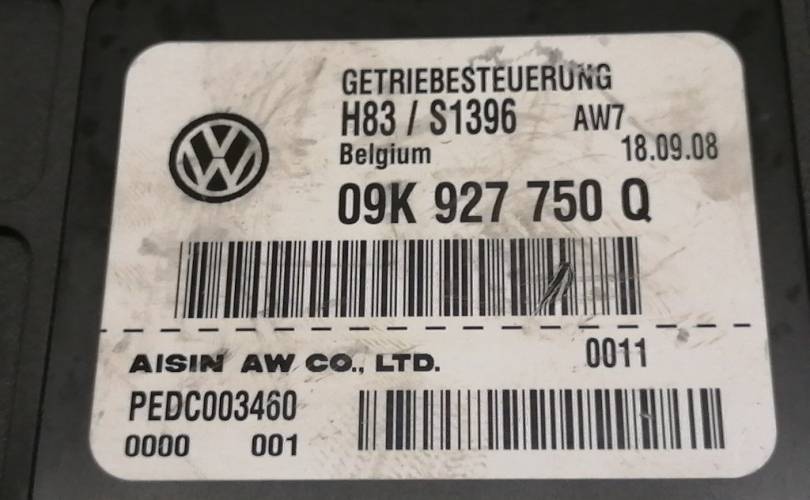 GETRIEBESTEUERUNG
H83 / S1396 AW7
Belgium 18.09.08
09K 927 750 Q
AISIN AW CO., LTD. 0011
PEDC003460
0000 001